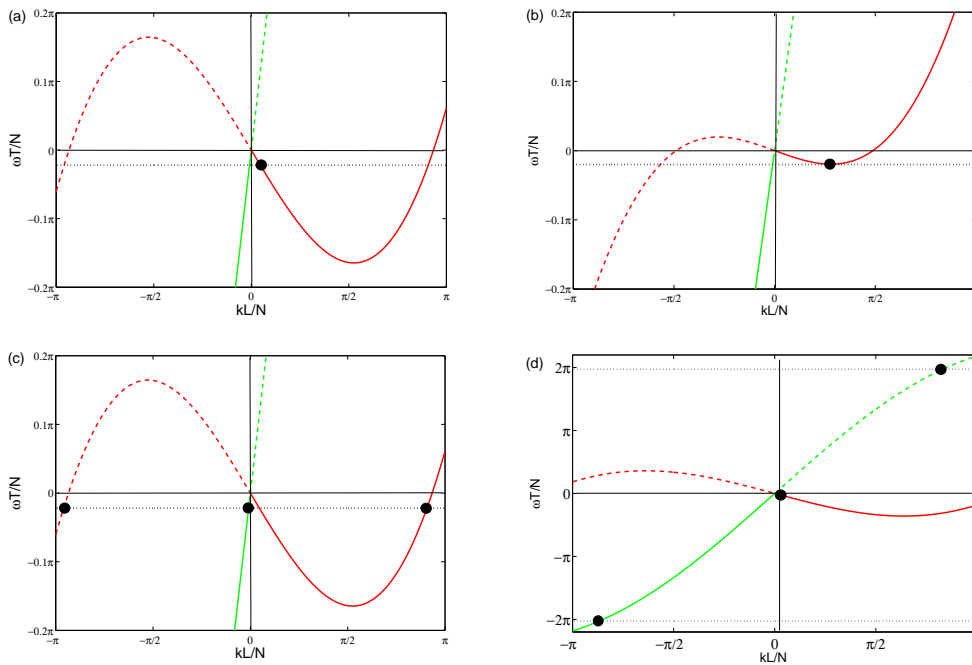 (a)
0.2π
0.1π
0
−0.1π
−0.2π
ωT/N
−π
−π/2
0
π/2
π
kL/N
(b)
0.2π
0.1π
0
−0.1π
−0.2π
ωT/N
−π
−π/2
0
π/2
kL/N
(c)
0.2π
0.1π
0
−0.1π
−0.2π
ωT/N
−π
−π/2
0
π/2
π
kL/N
(d)
2π
π
0
−π
−2π
ωT/N
−π
−π/2
0
π/2
kL/N